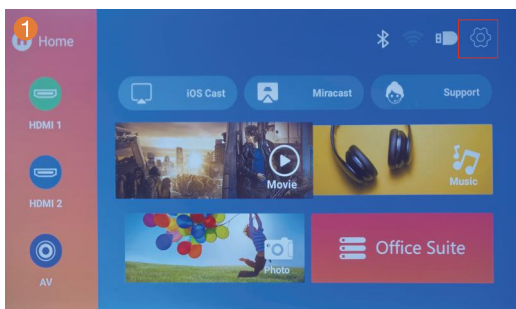 1
Home
iOS Cast
Miracast
Support
HDMI 1
Movie
Music
HDMI 2
Photo
Office Suite
AV